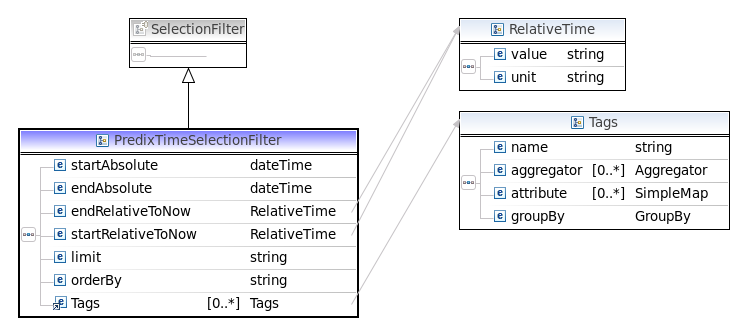 SelectionFilter
PredixTimeSelectionFilter
e startAbsolute dateTime
e endAbsolute dateTime
e endRelativeToNow RelativeTime
e startRelativeToNow RelativeTime
e limit string
e orderBy string
e Tags [0..*] Tags
RelativeTime
e value string
e unit string
Tags
e name string
e aggregator [0..*] Aggregator
e attribute [0..*] SimpleMap
e groupBy GroupBy